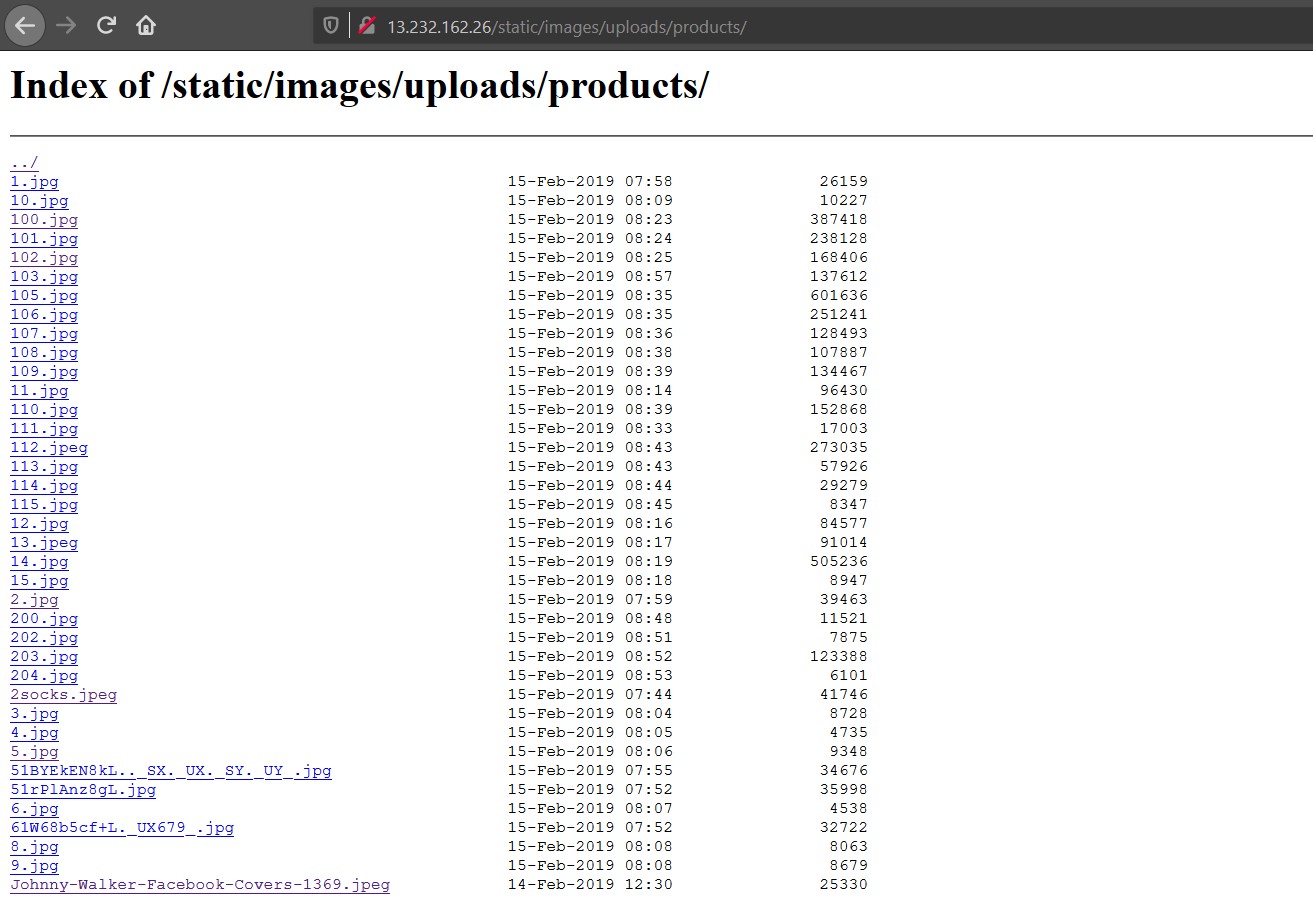 13.232.162.26/static/images/uploads/products/
Index of /static/images/uploads/products/
../
1.jpg 15-Feb-2019 07:58 26159
10.jpg 15-Feb-2019 08:09 10227
100.jpg 15-Feb-2019 08:23 387418
101.jpg 15-Feb-2019 08:24 238128
102.jpg 15-Feb-2019 08:25 168406
103.jpg 15-Feb-2019 08:57 137612
105.jpg 15-Feb-2019 08:35 601636
106.jpg 15-Feb-2019 08:35 251241
107.jpg 15-Feb-2019 08:36 128493
108.jpg 15-Feb-2019 08:38 107887
109.jpg 15-Feb-2019 08:39 134467
11.jpg 15-Feb-2019 08:14 96430
110.jpg 15-Feb-2019 08:39 152868
111.jpg 15-Feb-2019 08:33 17003
112.jpeg 15-Feb-2019 08:43 273035
113.jpg 15-Feb-2019 08:43 57926
114.jpg 15-Feb-2019 08:44 29279
115.jpg 15-Feb-2019 08:45 8347
12.jpg 15-Feb-2019 08:16 84577
13.jpeg 15-Feb-2019 08:17 91014
14.jpg 15-Feb-2019 08:19 505236
15.jpg 15-Feb-2019 08:18 8947
2.jpg 15-Feb-2019 07:59 39463
200.jpg 15-Feb-2019 08:48 11521
202.jpg 15-Feb-2019 08:51 7875
203.jpg 15-Feb-2019 08:52 123388
204.jpg 15-Feb-2019 08:53 6101
2socks.jpeg 15-Feb-2019 07:44 41746
3.jpg 15-Feb-2019 08:04 8728
4.jpg 15-Feb-2019 08:05 4735
5.jpg 15-Feb-2019 08:06 9348
51BYEkEN8kL.._SX._UX._SY._UY_.jpg 15-Feb-2019 07:55 34676
51rPlAnz8gL.jpg 15-Feb-2019 07:52 35998
6.jpg 15-Feb-2019 08:07 4538
61W68b5cf+L._UX679_.jpg 15-Feb-2019 07:52 32722
8.jpg 15-Feb-2019 08:08 8063
9.jpg 15-Feb-2019 08:08 8679
Johnny-Walker-Facebook-Covers-1369.jpeg 14-Feb-2019 12:30 25330